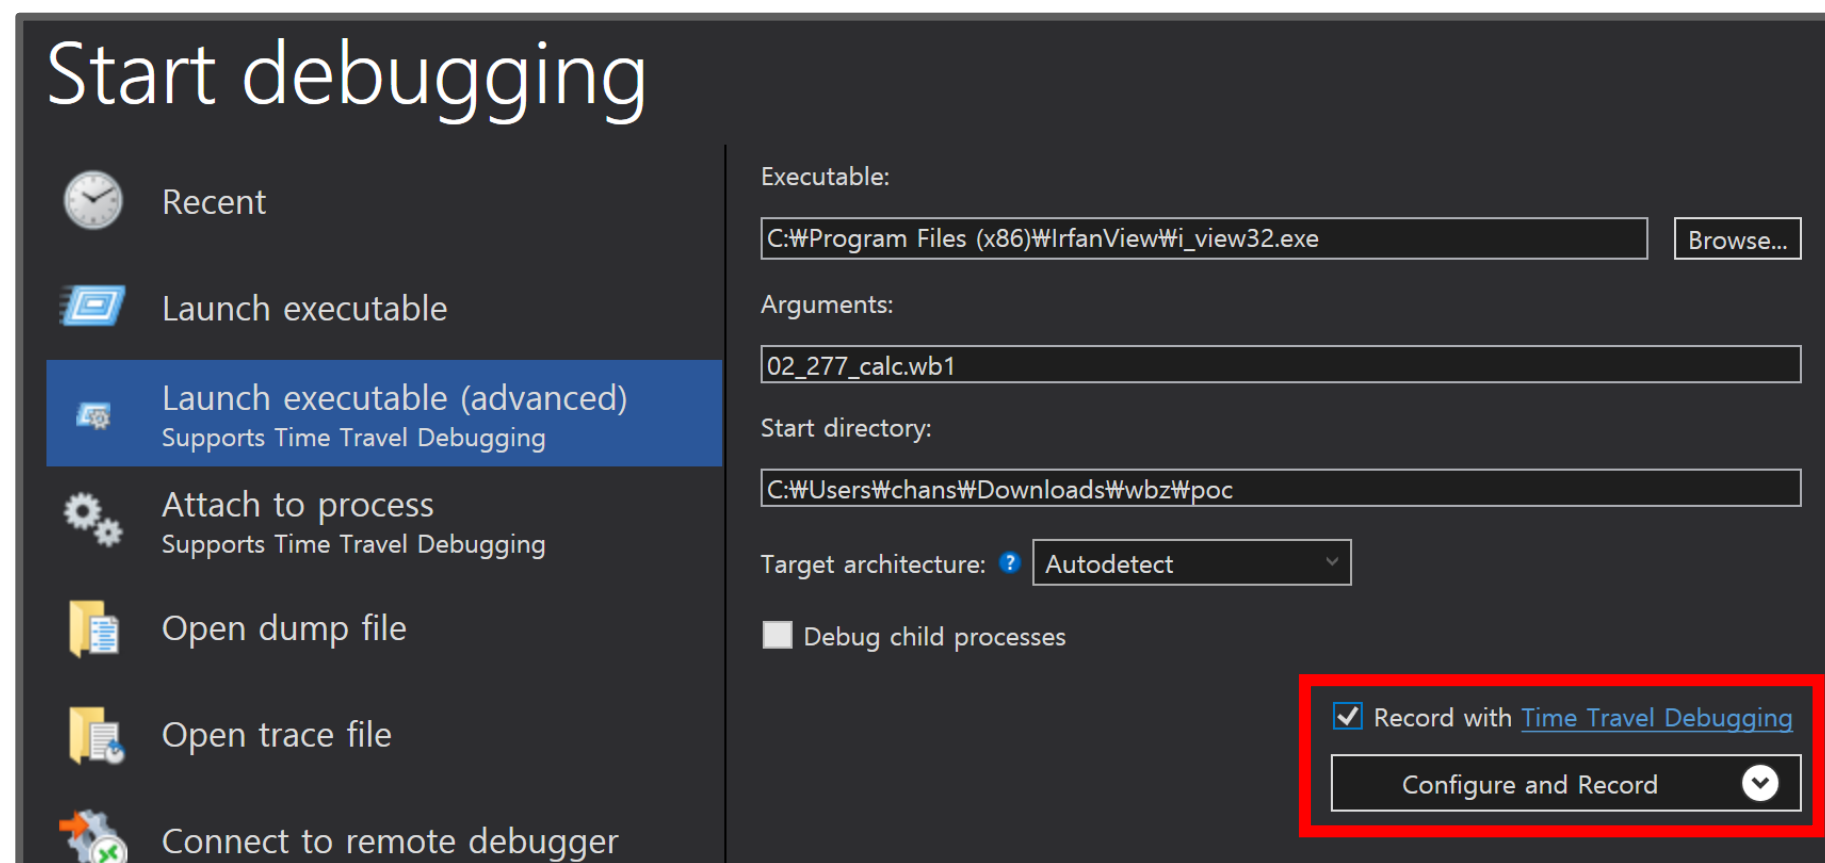 Start debugging
Recent
Launch executable
Launch executable (advanced)
Supports Time Travel Debugging
Attach to process
Supports Time Travel Debugging
Open dump file
Open trace file
Connect to remote debugger
Executable:
C:₩Program Files (x86)₩IrfanView₩i_view32.exe
Browse...
Arguments:
02_277_calc.wb1
Start directory:
C:₩Users₩chans₩Downloads₩wbz₩poc
Target architecture: ? Autodetect
Debug child processes
Record with Time Travel Debugging
Configure and Record